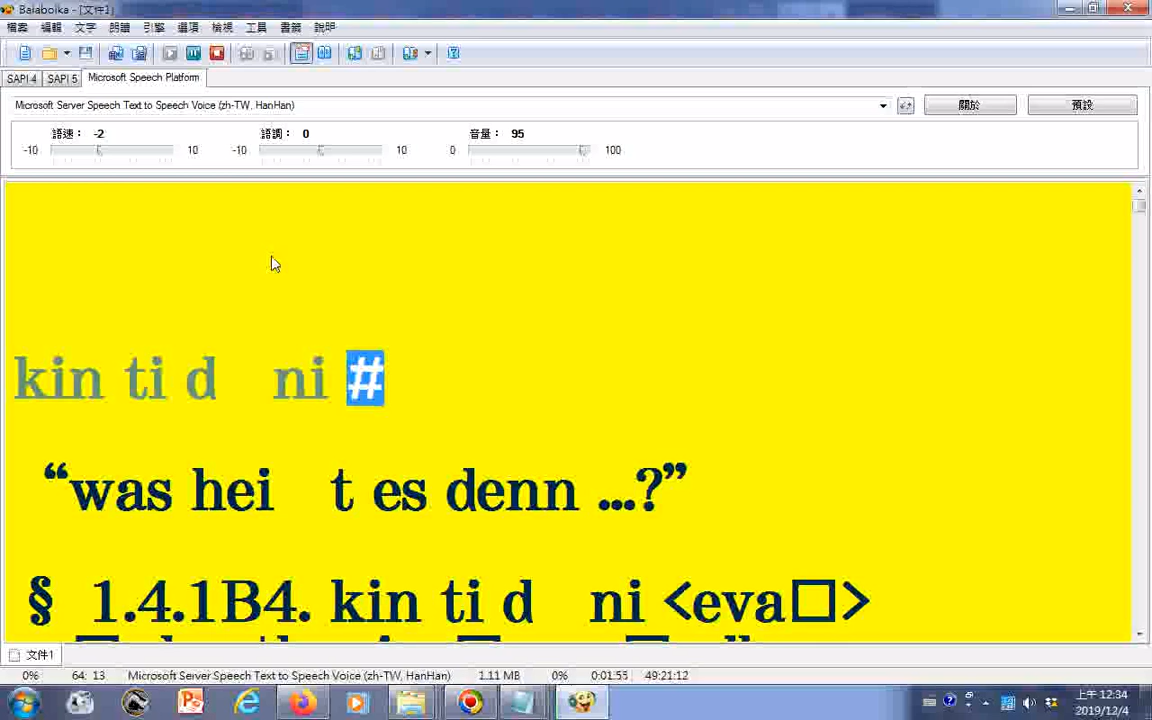 Balabolka - [文件1]
檔案 編輯 文字 朗讀 引擎 選項 檢視 工具 書籤 說明
SAPI 4 SAPI 5 Microsoft Speech Platform
Microsoft Server Speech Text to Speech Voice (zh-TW, HanHan) 關於 預設
語速： -2 語調： 0 音量： 95
-10 10 -10 10 0 100
kin ti d ni #
“was hei t es denn ...?”
§ 1.4.1B4. kin ti d ni <eva□>
文件1
0% 64: 13 Microsoft Server Speech Text to Speech Voice (zh-TW, HanHan) 1.11 MB 0% 0:01:53 49:21:12
上午 12:34
2019/12/4